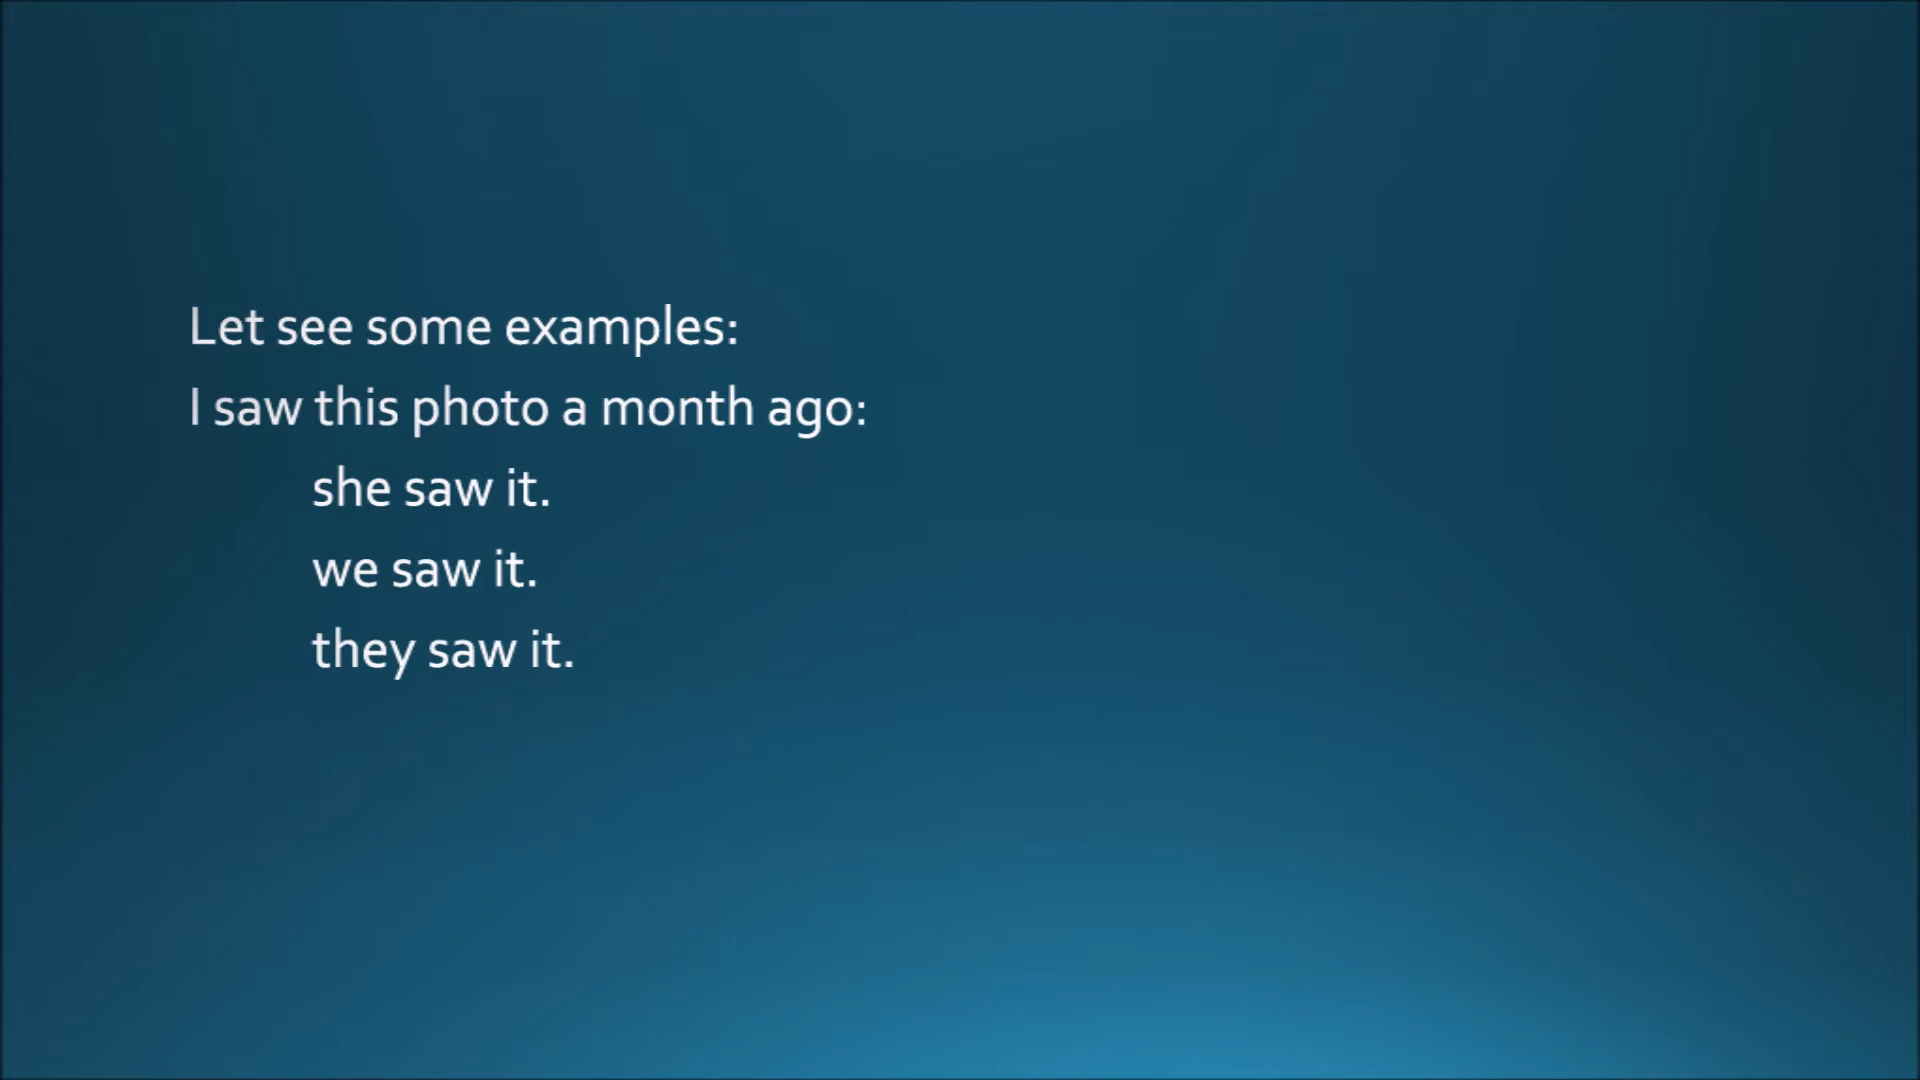 Let see some examples:
I saw this photo a month ago:
she saw it.
we saw it.
they saw it.